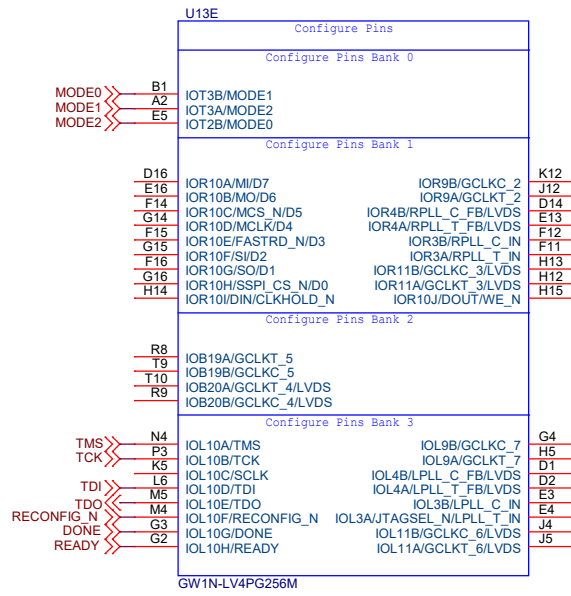 U13E
Configure Pins
Configure Pins Bank 0
MODE0 B1 IOT3B/MODE1
MODE1 A2 IOT3A/MODE2
MODE2 E5 IOT2B/MODE0
Configure Pins Bank 1
D16 IOR10A/MI/D7 IOR9B/GCLKC_2 K12
E16 IOR10B/MO/D6 IOR9A/GCLKT_2 J12
F14 IOR10C/MCS_N/D5 IOR4B/RPLL_C_FB/LVDS D14
G14 IOR10D/MCLK/D4 IOR4A/RPLL_T_FB/LVDS E13
F15 IOR10E/FASTRD_N/D3 IOR3B/RPLL_C_IN F12
G15 IOR10F/SI/D2 IOR3A/RPLL_T_IN F11
F16 IOR10G/SO/D1 IOR11B/GCLKC_3/LVDS H13
G16 IOR10H/SSPI_CS_N/D0 IOR11A/GCLKT_3/LVDS H12
H14 IOR10I/DIN/CLKHOLD_N IOR10J/DOUT/WE_N H15
Configure Pins Bank 2
R8 IOB19A/GCLKT_5
T9 IOB19B/GCLKC_5
T10 IOB20A/GCLKT_4/LVDS
R9 IOB20B/GCLKC_4/LVDS
Configure Pins Bank 3
TMS N4 IOL10A/TMS IOL9B/GCLKC_7 G4
TCK P3 IOL10B/TCK IOL9A/GCLKT_7 H5
K5 IOL10C/SCLK IOL4B/LPLL_C_FB/LVDS D1
TDI L6 IOL10D/TDI IOL4A/LPLL_T_FB/LVDS D2
TDO M5 IOL10E/TDO IOL3B/LPLL_C_IN E3
RECONFIG_N M4 IOL10F/RECONFIG_N IOL3A/JTAGSEL_N/LPLL_T_IN E4
DONE G3 IOL10G/DONE IOL11B/GCLKC_6/LVDS J4
READY G2 IOL10H/READY IOL11A/GCLKT_6/LVDS J5
GW1N-LV4PG256M